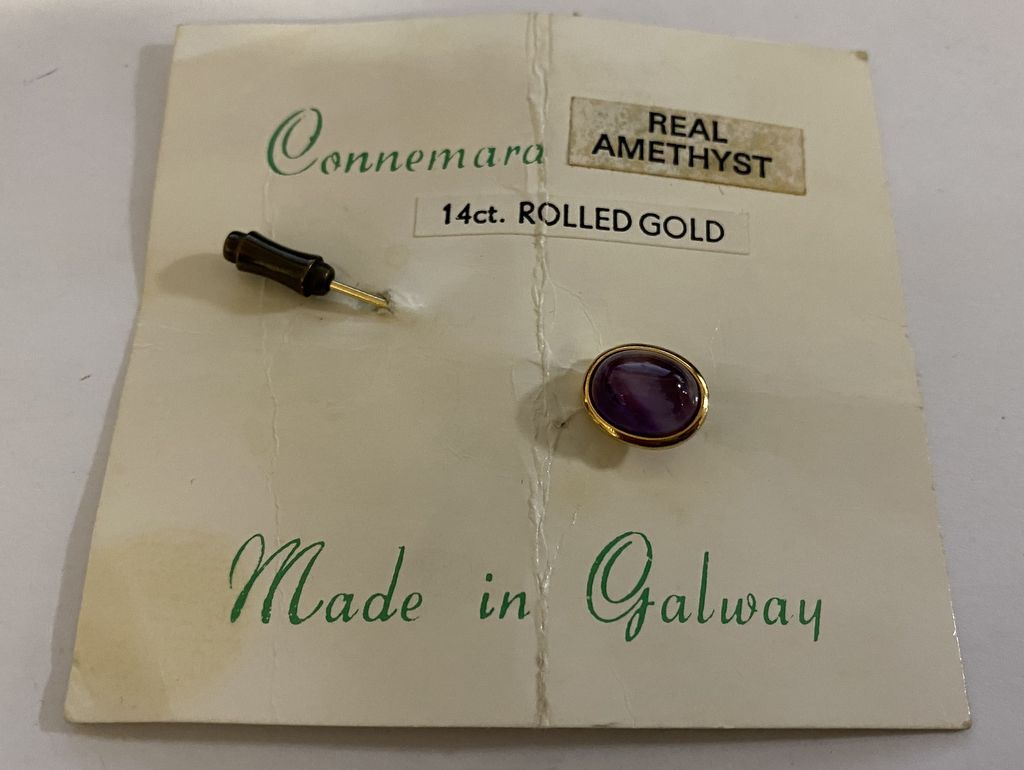 Connemara
REAL
AMETHYST
14ct. ROLLED GOLD
Made in Galway